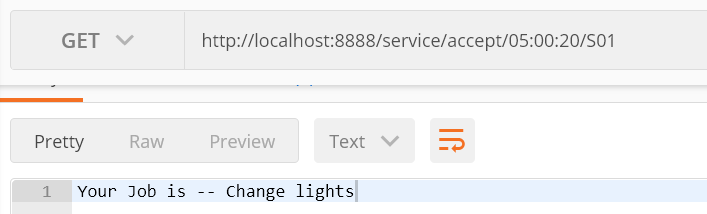 GET http://localhost:8888/service/accept/05:00:20/S01
Pretty Raw Preview Text
1 Your Job is -- Change lights